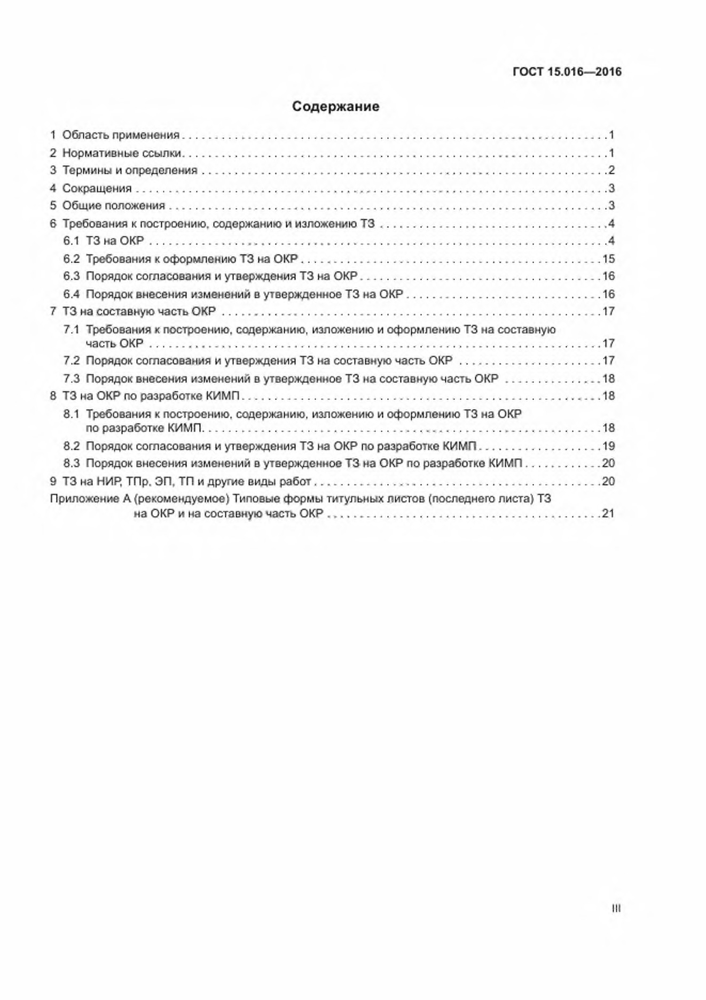 ГОСТ 15.016—2016
Содержание
1 Область применения . . . . . . . . . . 1
2 Нормативные ссылки . . . . . . . . . . 1
3 Термины и определения . . . . . . . . . . 2
4 Сокращения . . . . . . . . . . 3
5 Общие положения . . . . . . . . . . 3
6 Требования к построению, содержанию и изложению ТЗ . . . . . . . . . . 4
6.1 ТЗ на ОКР . . . . . . . . . . 4
6.2 Требования к оформлению ТЗ на ОКР . . . . . . . . . . 15
6.3 Порядок согласования и утверждения ТЗ на ОКР . . . . . . . . . . 16
6.4 Порядок внесения изменений в утвержденное ТЗ на ОКР . . . . . . . . . . 16
7 ТЗ на составную часть ОКР . . . . . . . . . . 17
7.1 Требования к построению, содержанию, изложению и оформлению ТЗ на составную
часть ОКР . . . . . . . . . . 17
7.2 Порядок согласования и утверждения ТЗ на составную часть ОКР . . . . . . . . . . 17
7.3 Порядок внесения изменений в утвержденное ТЗ на составную часть ОКР . . . . . . . . . . 18
8 ТЗ на ОКР по разработке КИМП . . . . . . . . . . 18
8.1 Требования к построению, содержанию, изложению и оформлению ТЗ на ОКР
по разработке КИМП . . . . . . . . . . 18
8.2 Порядок согласования и утверждения ТЗ на ОКР по разработке КИМП . . . . . . . . . . 19
8.3 Порядок внесения изменений в утвержденное ТЗ на ОКР по разработке КИМП . . . . . . . . . . 20
9 ТЗ на НИР, ТПр, ЭП, ТП и другие виды работ . . . . . . . . . . 20
Приложение А (рекомендуемое) Типовые формы титульных листов (последнего листа) ТЗ
на ОКР и на составную часть ОКР . . . . . . . . . . 21
III